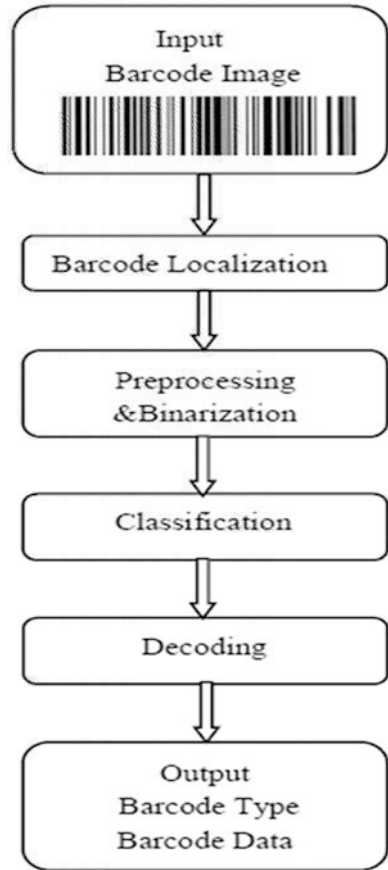 Input
Barcode Image
Barcode Localization
Preprocessing
&Binarization
Classification
Decoding
Output
Barcode Type
Barcode Data